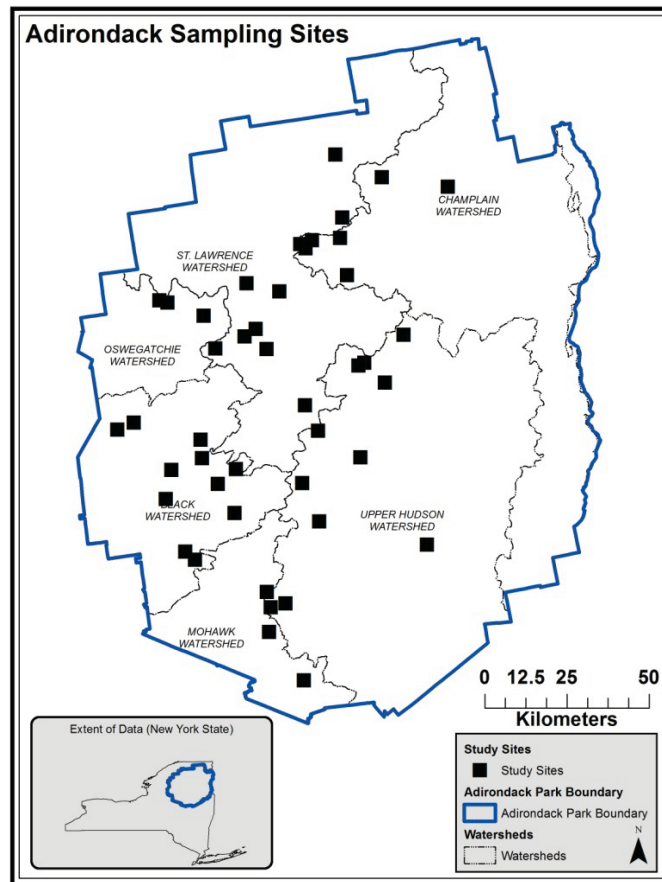 Adirondack Sampling Sites
CHAMPLAIN
WATERSHED
ST. LAWRENCE
WATERSHED
OSWEGATCHIE
WATERSHED
BLACK
WATERSHED
UPPER HUDSON
WATERSHED
MOHAWK
WATERSHED
0 12.5 25 50
Kilometers
Extent of Data (New York State)
Study Sites
Study Sites
Adirondack Park Boundary
Adirondack Park Boundary
Watersheds
Watersheds
N